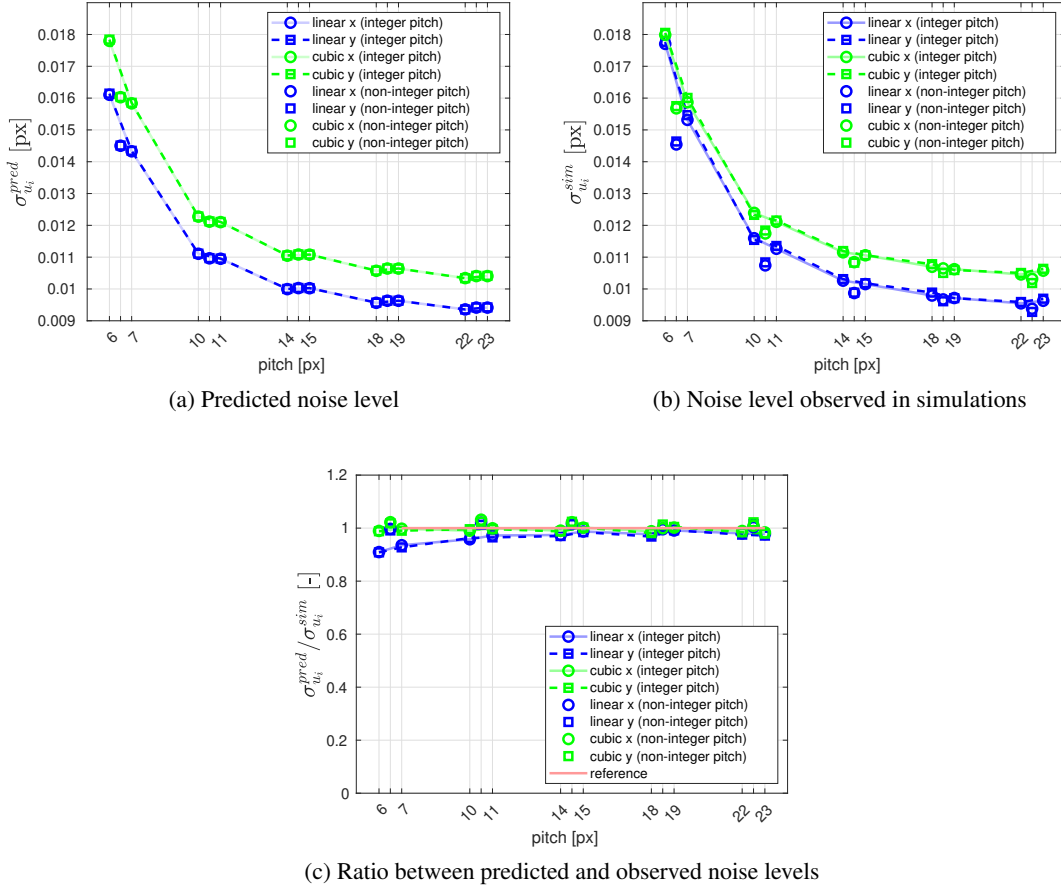 0.018
0.017
0.016
0.015
0.014
0.013
0.012
0.011
0.01
0.009
σ_{u_i}^{pred} [px]
linear x (integer pitch)
linear y (integer pitch)
cubic x (integer pitch)
cubic y (integer pitch)
linear x (non-integer pitch)
linear y (non-integer pitch)
cubic x (non-integer pitch)
cubic y (non-integer pitch)
6 7 10 11 14 15 18 19 22 23
pitch [px]
(a) Predicted noise level
0.018
0.017
0.016
0.015
0.014
0.013
0.012
0.011
0.01
0.009
σ_{u_i}^{sim} [px]
linear x (integer pitch)
linear y (integer pitch)
cubic x (integer pitch)
cubic y (integer pitch)
linear x (non-integer pitch)
linear y (non-integer pitch)
cubic x (non-integer pitch)
cubic y (non-integer pitch)
6 7 10 11 14 15 18 19 22 23
pitch [px]
(b) Noise level observed in simulations
1.2
1
0.8
0.6
0.4
0.2
0
σ_{u_i}^{pred}/σ_{u_i}^{sim} [-]
linear x (integer pitch)
linear y (integer pitch)
cubic x (integer pitch)
cubic y (integer pitch)
linear x (non-integer pitch)
linear y (non-integer pitch)
cubic x (non-integer pitch)
cubic y (non-integer pitch)
reference
6 7 10 11 14 15 18 19 22 23
pitch [px]
(c) Ratio between predicted and observed noise levels